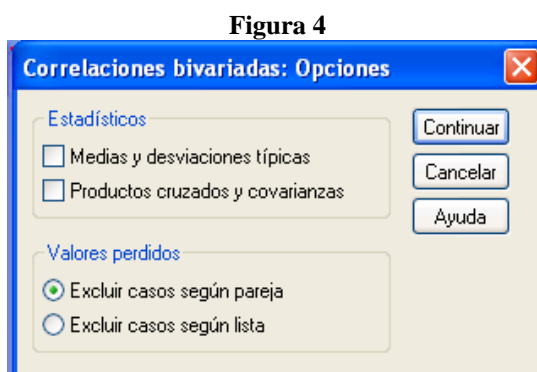 Figura 4
Correlaciones bivariadas: Opciones
Estadísticos
Medias y desviaciones típicas
Productos cruzados y covarianzas
Valores perdidos
Excluir casos según pareja
Excluir casos según lista
Continuar
Cancelar
Ayuda